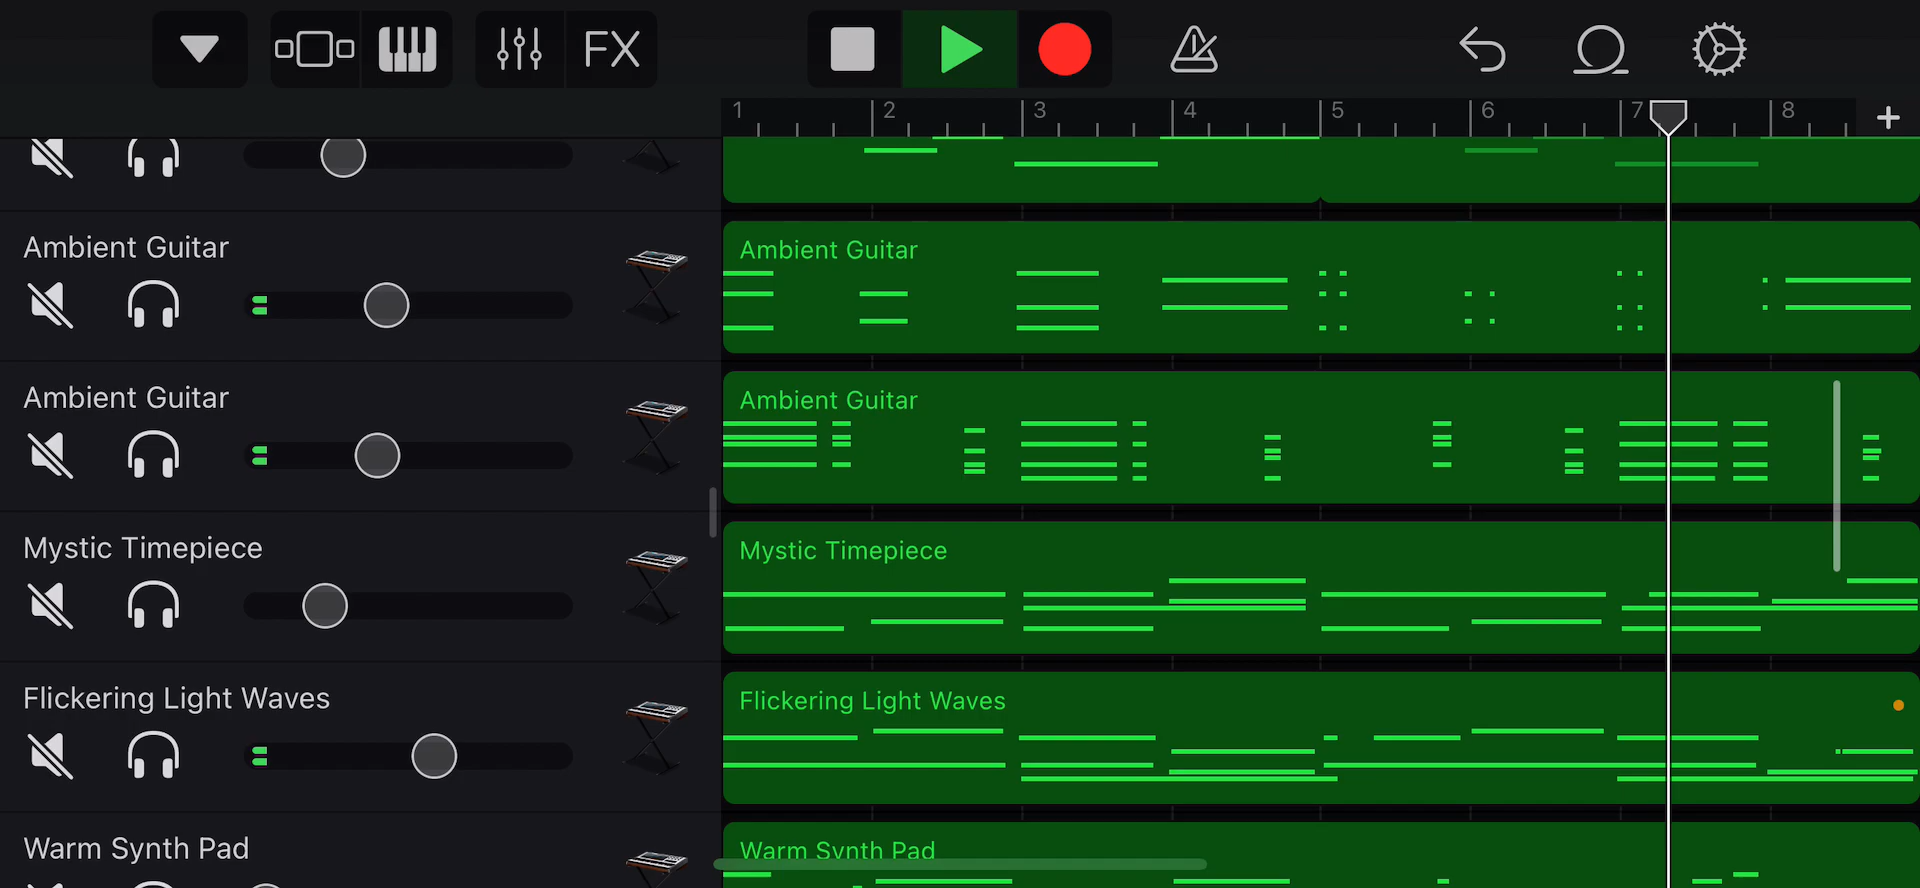 FX
1 2 3 4 5 6 7 8 +
Ambient Guitar
Ambient Guitar
Ambient Guitar
Ambient Guitar
Mystic Timepiece
Mystic Timepiece
Flickering Light Waves
Flickering Light Waves
Warm Synth Pad
Warm Synth Pad